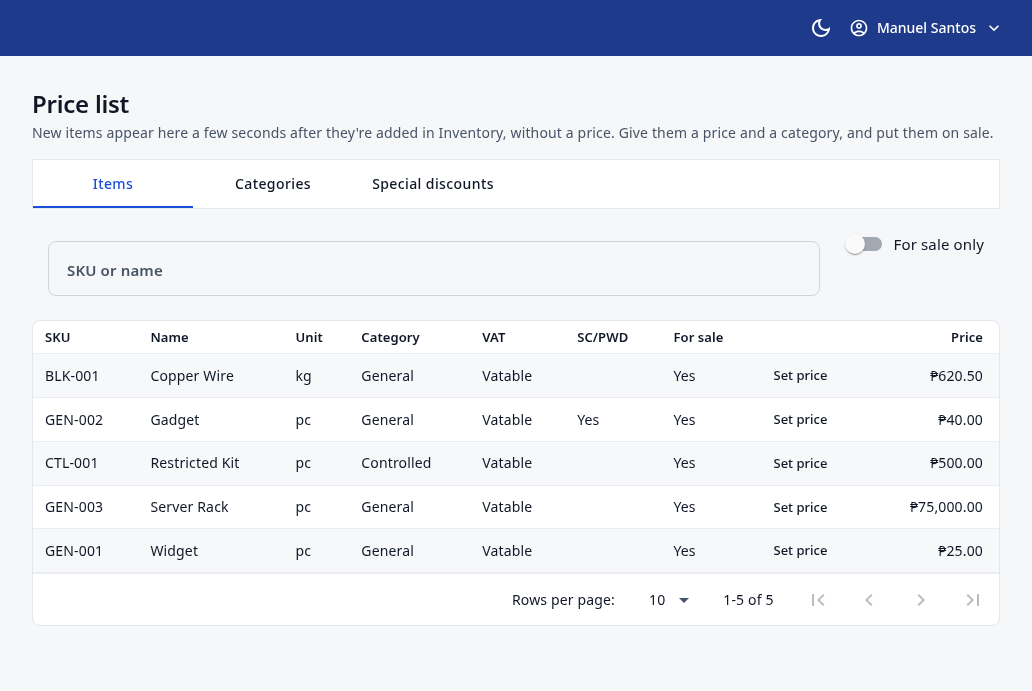 Manuel Santos
Price list
New items appear here a few seconds after they're added in Inventory, without a price. Give them a price and a category, and put them on sale.
Items Categories Special discounts
SKU or name
For sale only
SKU Name Unit Category VAT SC/PWD For sale Price
BLK-001 Copper Wire kg General Vatable Yes Set price ₱620.50
GEN-002 Gadget pc General Vatable Yes Yes Set price ₱40.00
CTL-001 Restricted Kit pc Controlled Vatable Yes Set price ₱500.00
GEN-003 Server Rack pc General Vatable Yes Set price ₱75,000.00
GEN-001 Widget pc General Vatable Yes Set price ₱25.00
Rows per page: 10 1-5 of 5